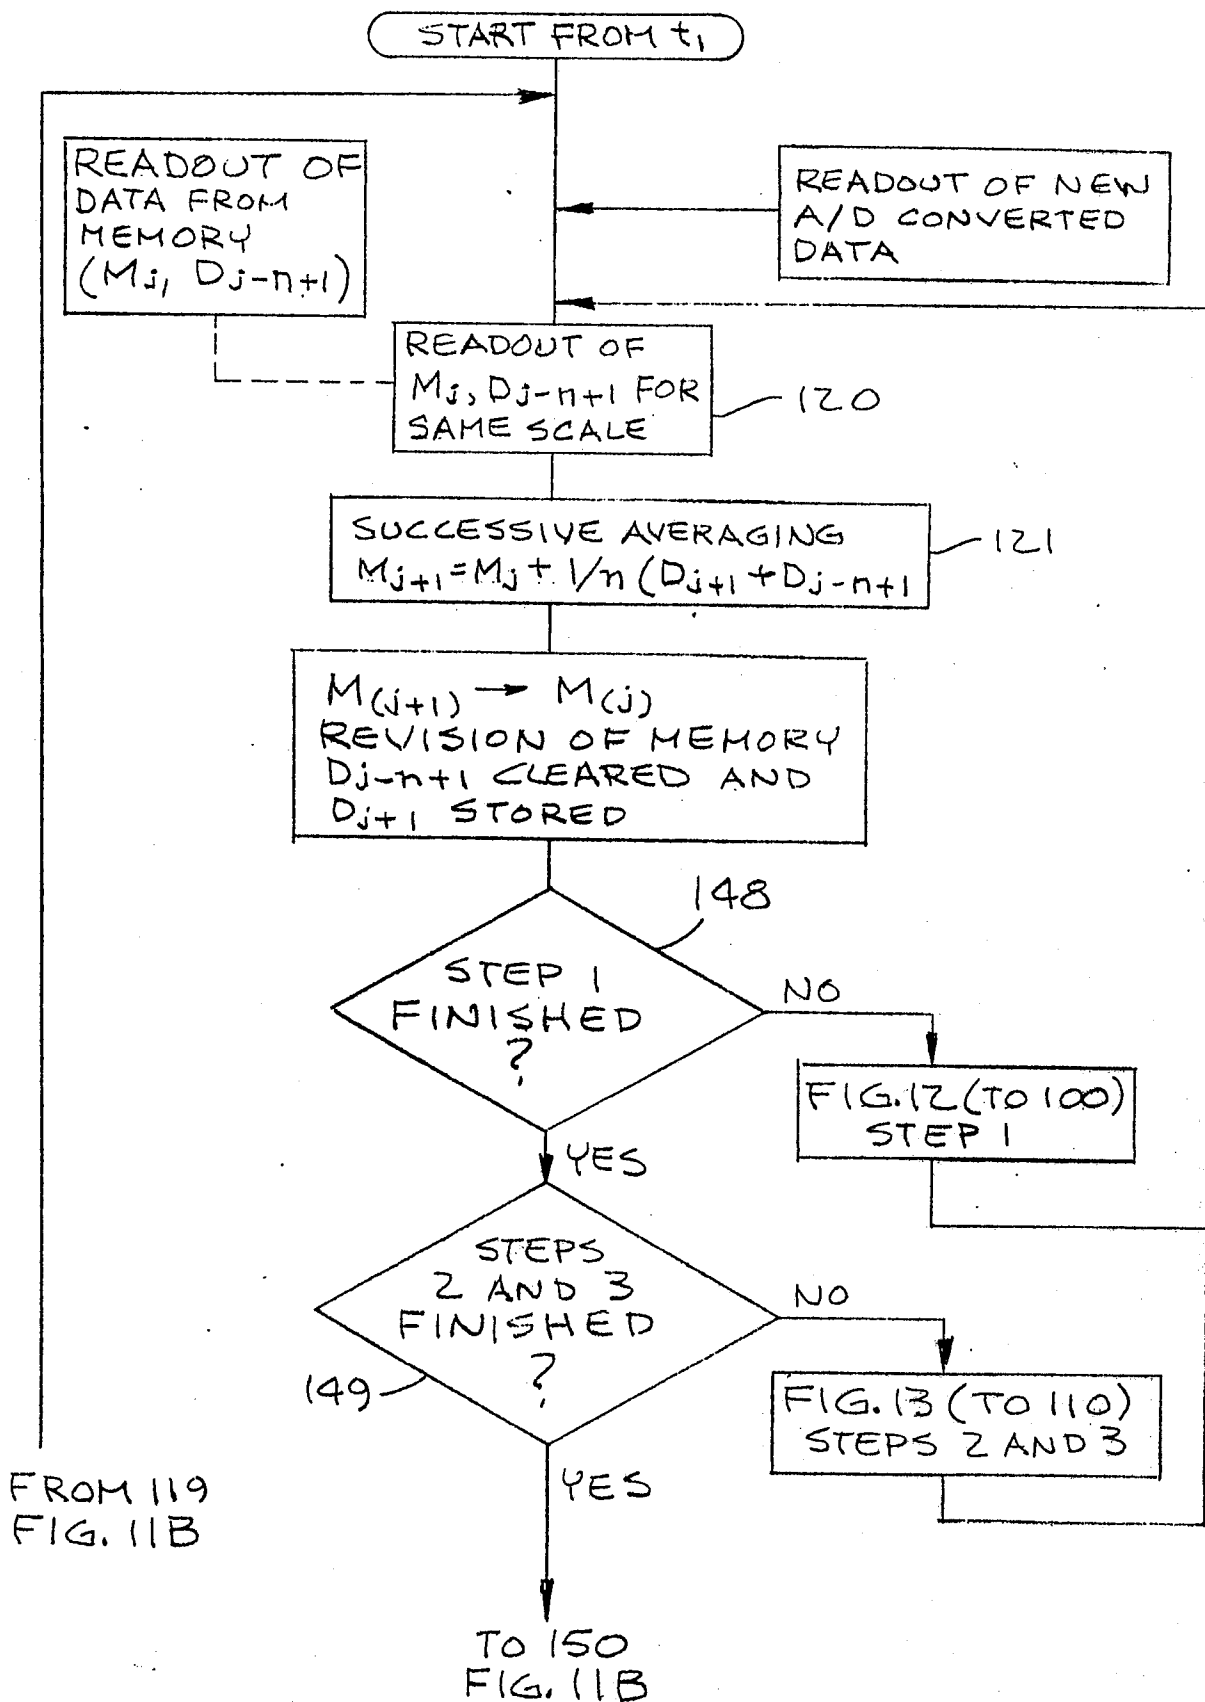 START FROM t₁
READOUT OF
DATA FROM
MEMORY
(Mj, Dj-n+1)
READOUT OF NEW
A/D CONVERTED
DATA
READOUT OF
Mj, Dj-n+1 FOR
SAME SCALE
120
SUCCESSIVE AVERAGING
Mj+1=Mj+ 1/n (Dj+1+Dj-n+1
121
M(j+1) → M(j)
REVISION OF MEMORY
Dj-n+1 CLEARED AND
Dj+1 STORED
148
STEP 1
FINISHED
?
NO
FIG.12 (TO 100)
STEP 1
YES
STEPS
2 AND 3
FINISHED
?
149
NO
FIG.13 (TO 110)
STEPS 2 AND 3
YES
FROM 119
FIG. 11B
TO 150
FIG. 11B